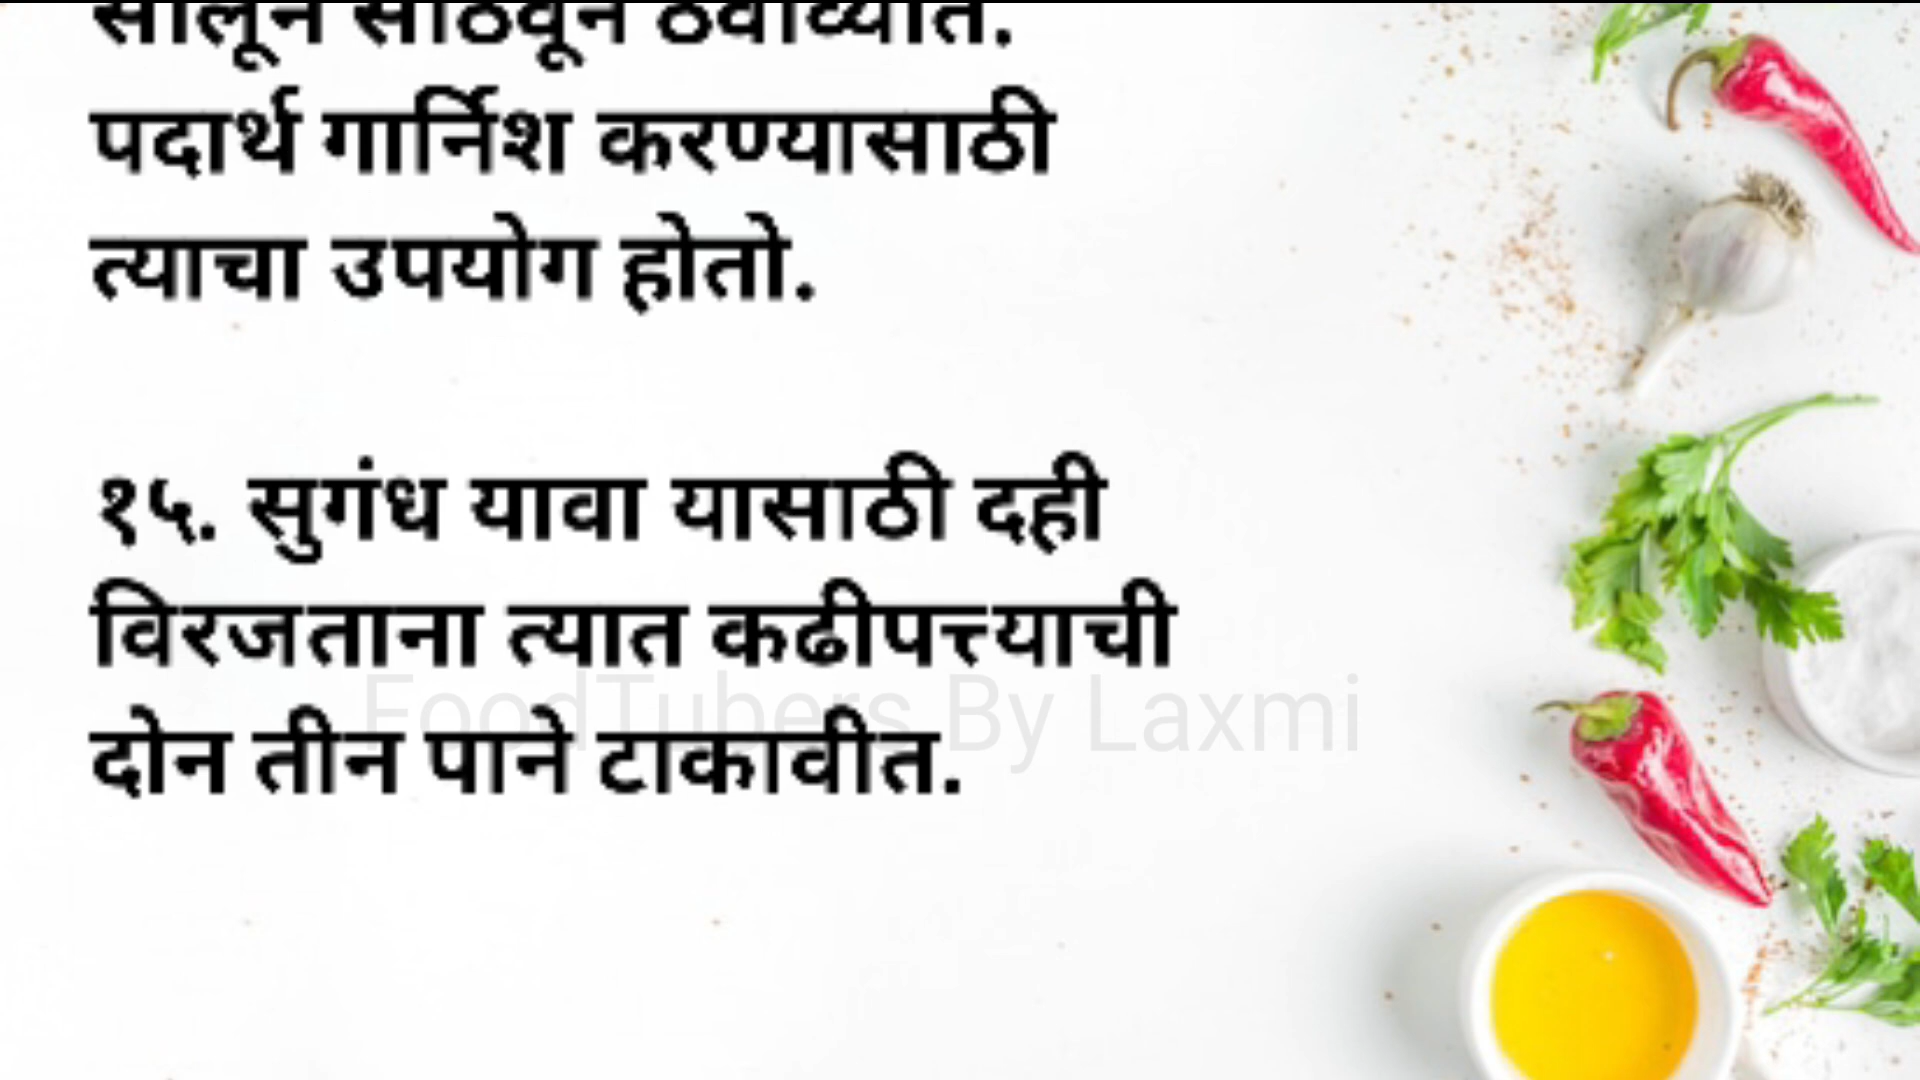 सोलून साठवून ठेवाव्यात.
पदार्थ गार्निश करण्यासाठी
त्याचा उपयोग होतो.
१५. सुगंध यावा यासाठी दही
विरजताना त्यात कढीपत्त्याची
दोन तीन पाने टाकावीत.
FoodTubers By Laxmi